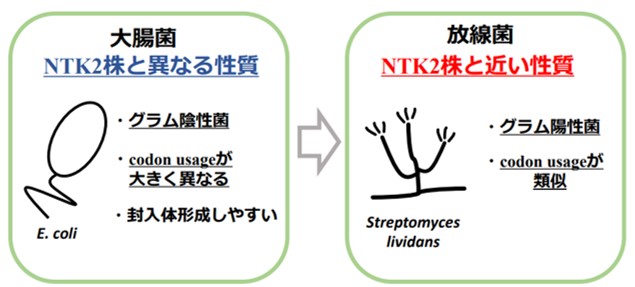 大腸菌
NTK2株と異なる性質
・グラム陰性菌
・codon usageが
大きく異なる
・封入体形成しやすい
E. coli
放線菌
NTK2株と近い性質
・グラム陽性菌
・codon usageが
類似
Streptomyces
lividans